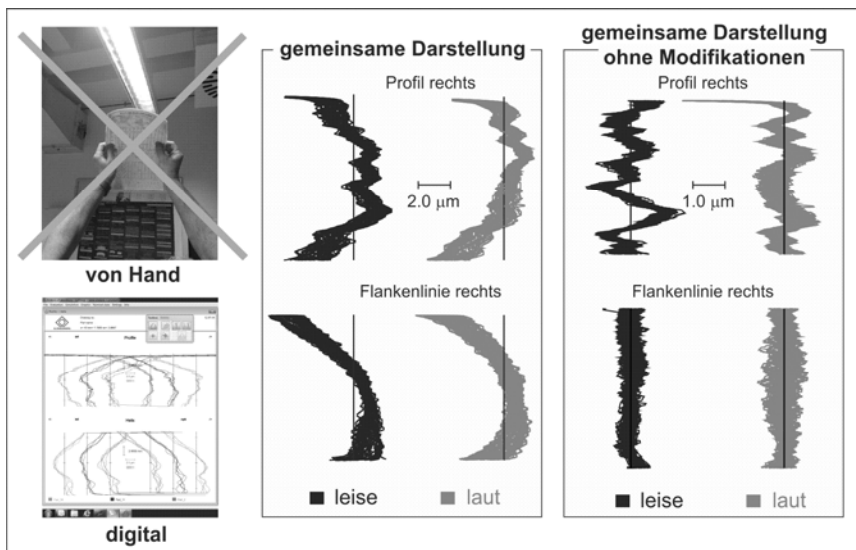 von Hand
digital
gemeinsame Darstellung
Profil rechts
2.0 μm
Flankenlinie rechts
leise laut
gemeinsame Darstellung
ohne Modifikationen
Profil rechts
1.0 μm
Flankenlinie rechts
leise laut